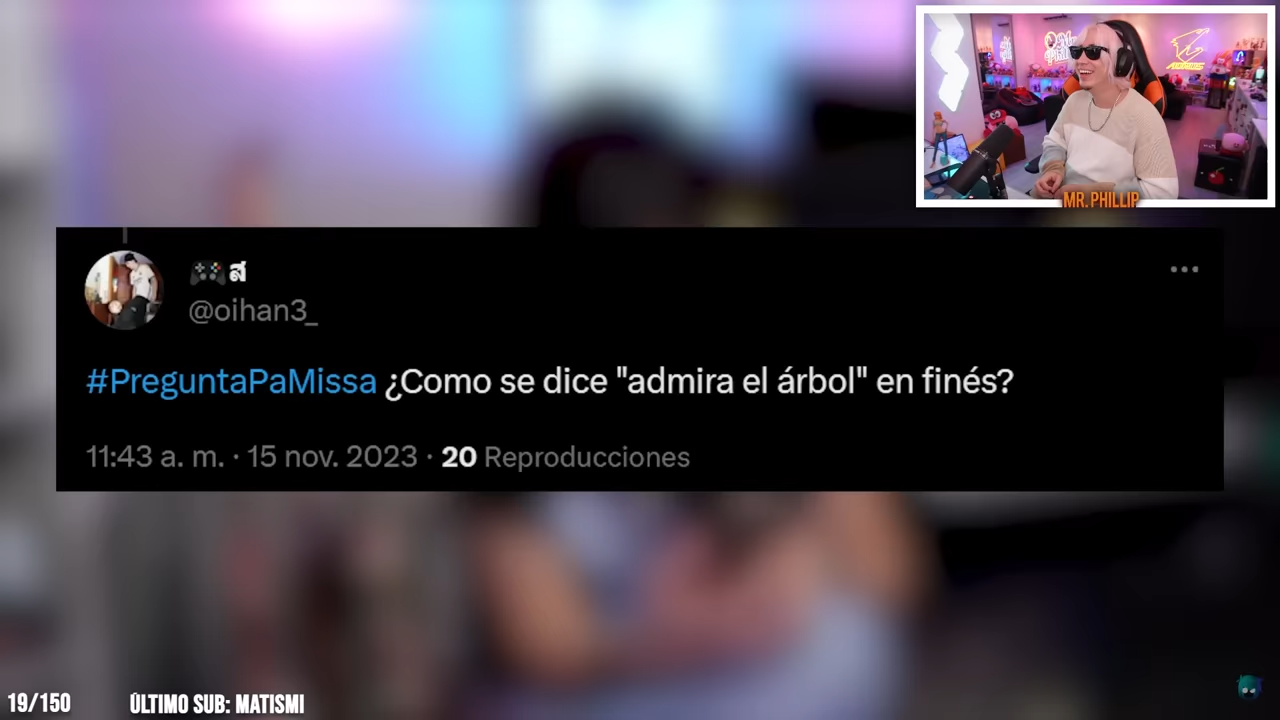 MR. PHILLIP
🎮ส์
@oihan3_
#PreguntaPaMissa ¿Como se dice "admira el árbol" en finés?
11:43 a. m. · 15 nov. 2023 · 20 Reproducciones
19/150
ÚLTIMO SUB: MATISMI